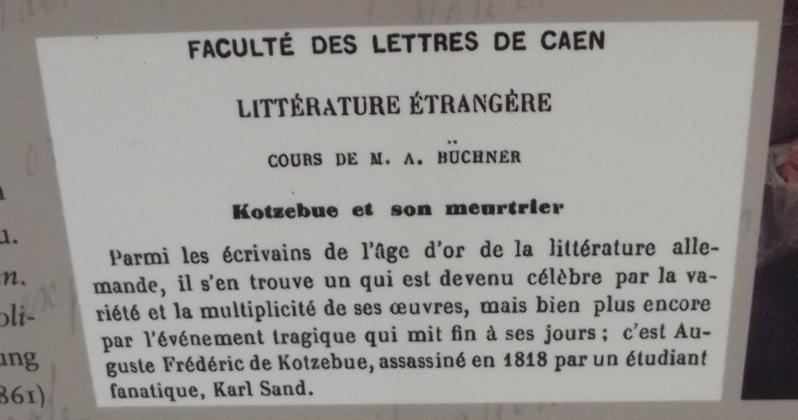 FACULTÉ DES LETTRES DE CAEN
LITTÉRATURE ÉTRANGÈRE
COURS DE M. A. BÜCHNER
Kotzebue et son meurtrier
Parmi les écrivains de l'âge d'or de la littérature alle-
mande, il s'en trouve un qui est devenu célèbre par la va-
riété et la multiplicité de ses œuvres, mais bien plus encore
par l'événement tragique qui mit fin à ses jours ; c'est Au-
guste Frédéric de Kotzebue, assassiné en 1818 par un étudiant
fanatique, Karl Sand.